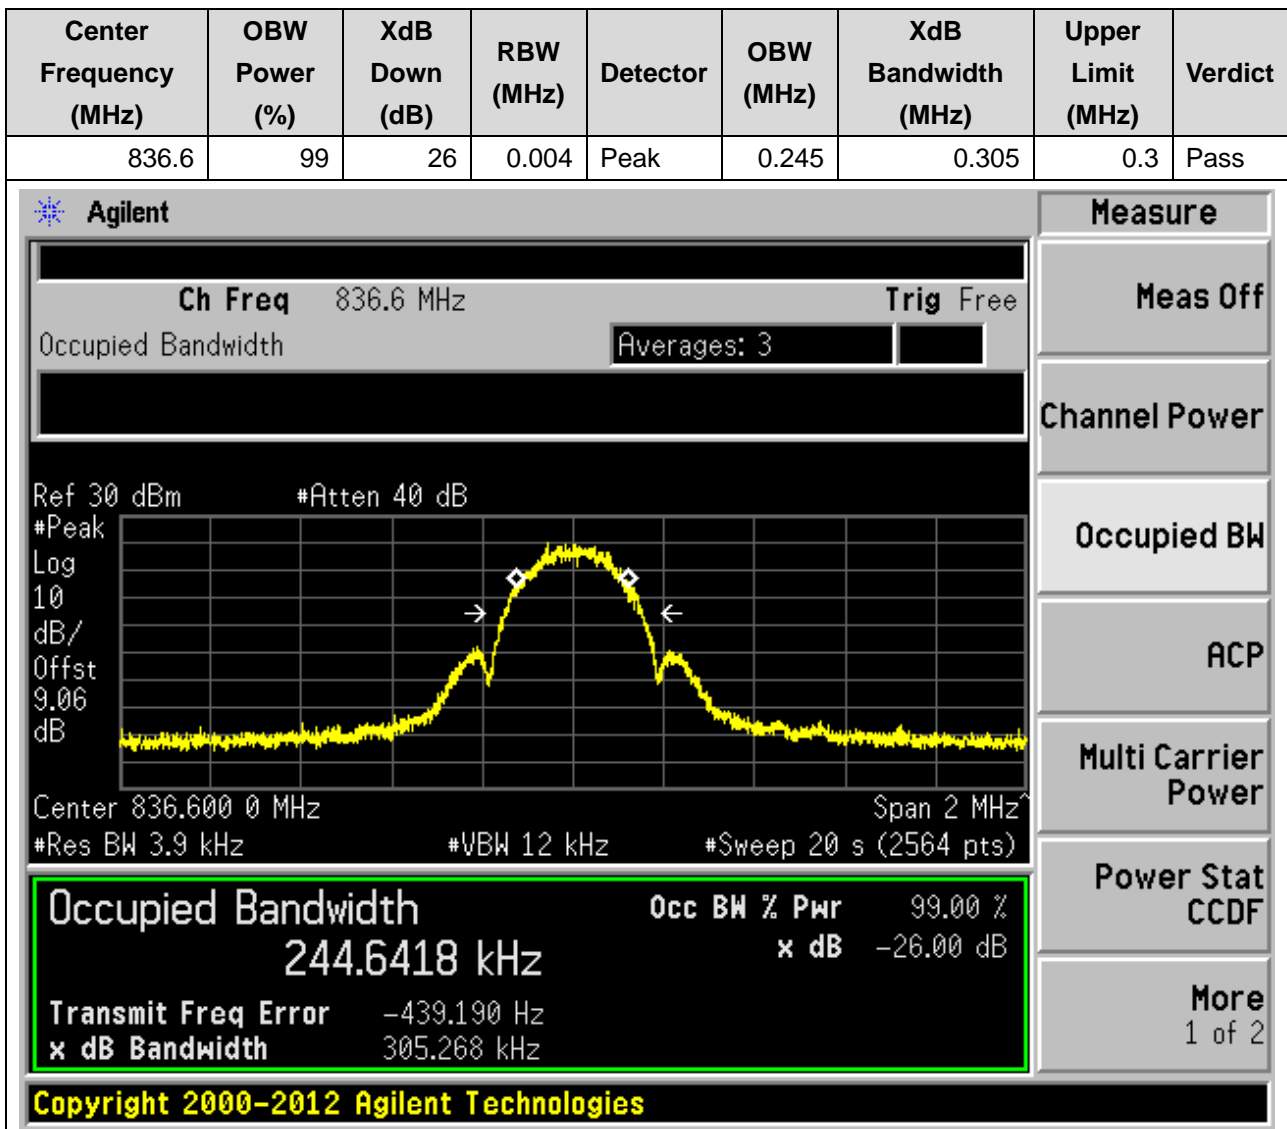 Center Frequency (MHz) OBW Power (%) XdB Down (dB) RBW (MHz) Detector OBW (MHz) XdB Bandwidth (MHz) Upper Limit (MHz) Verdict
836.6 99 26 0.004 Peak 0.245 0.305 0.3 Pass
Agilent
Measure
Ch Freq 836.6 MHz Trig Free
Meas Off
Occupied Bandwidth Averages: 3
Channel Power
Ref 30 dBm #Atten 40 dB
#Peak
Log
10
dB/
Offst
9.06
dB
Occupied BW
ACP
Center 836.600 0 MHz Span 2 MHz^
#Res BW 3.9 kHz #VBW 12 kHz #Sweep 20 s (2564 pts)
Multi Carrier
Power
Occupied Bandwidth Occ BW % Pwr 99.00 %
244.6418 kHz x dB -26.00 dB
Power Stat
CCDF
Transmit Freq Error -439.190 Hz
x dB Bandwidth 305.268 kHz
More
1 of 2
Copyright 2000-2012 Agilent Technologies